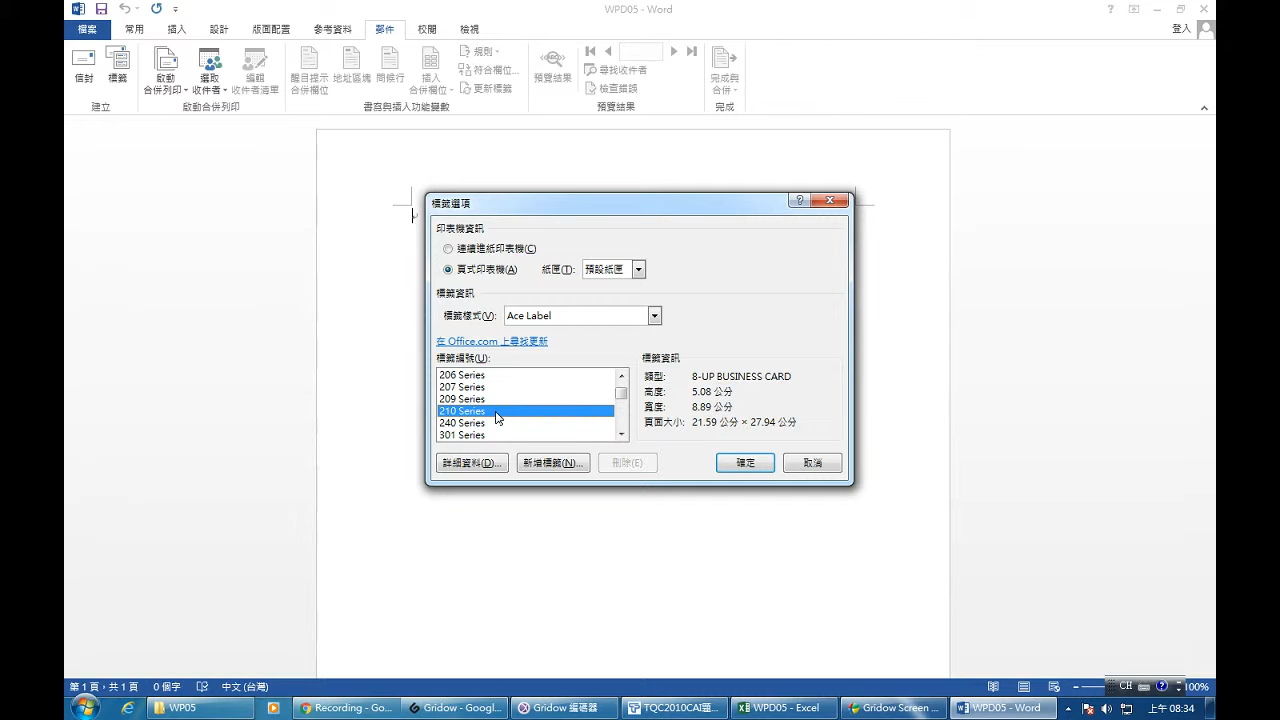 WPD05 - Word
檔案 常用 插入 設計 版面配置 參考資料 郵件 校閱 檢視 登入
信封 標籤 啟動合併列印 選取收件者 編輯收件者清單 醒目提示合併欄位 地址區塊 問候行 插入合併欄位 規則 符合欄位... 更新標籤 預覽結果 尋找收件者 檢查錯誤 完成與合併
建立 啟動合併列印 書寫與插入功能變數 預覽結果 完成
標籤選項
印表機資訊
連續進紙印表機(C)
頁式印表機(A) 紙匣(T): 預設紙匣
標籤資訊
標籤樣式(V): Ace Label
在 Office.com 上尋找更新
標籤編號(U): 標籤資訊
206 Series
207 Series
209 Series
210 Series
240 Series
301 Series
類型: 8-UP BUSINESS CARD
高度: 5.08 公分
寬度: 8.89 公分
頁面大小: 21.59 公分 × 27.94 公分
詳細資料(D)... 新增標籤(N)... 刪除(E) 確定 取消
第 1 頁，共 1 頁 0 個字 中文 (台灣) CH 100%
WP05 Recording - Go... Gridow - Googl... Gridow 編碼器 TQC2010CAI題... WPD05 - Excel Gridow Screen ... WPD05 - Word 上午 08:34